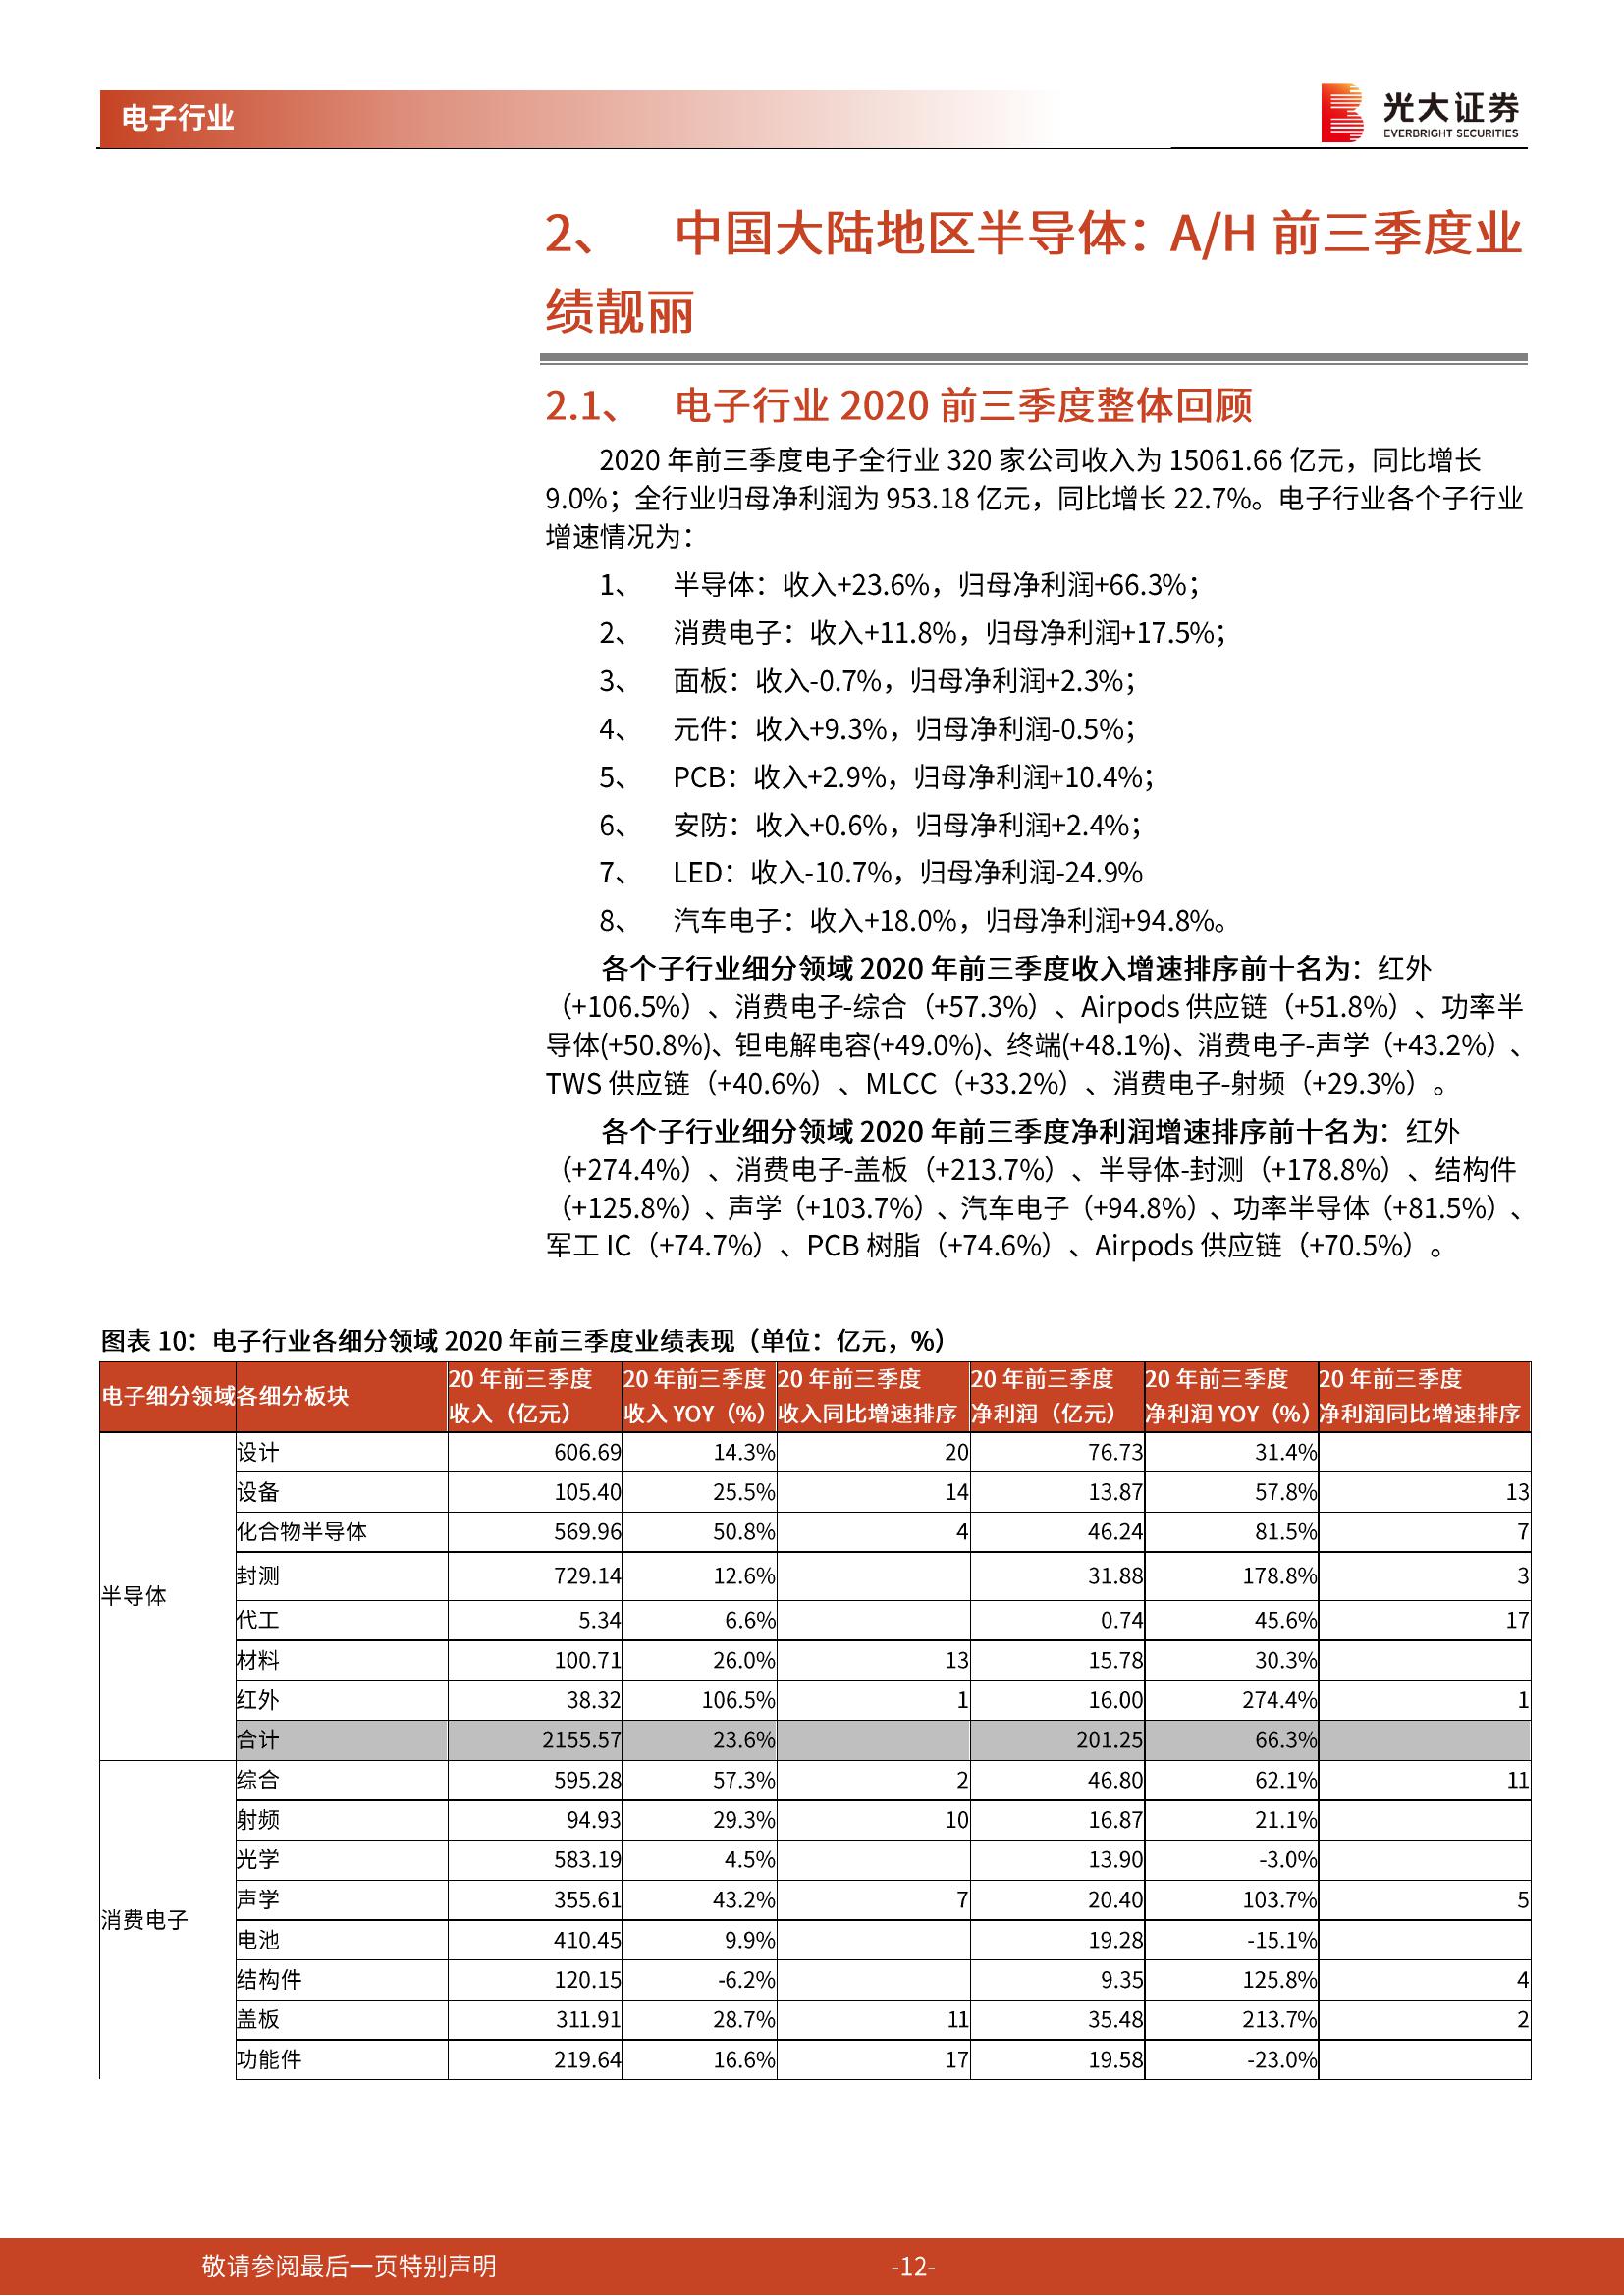 电子行业
光大证券
EVERBRIGHT SECURITIES
2、 中国大陆地区半导体：A/H 前三季度业
绩靓丽
2.1、 电子行业 2020 前三季度整体回顾
2020 年前三季度电子全行业 320 家公司收入为 15061.66 亿元，同比增长
9.0%；全行业归母净利润为 953.18 亿元，同比增长 22.7%。电子行业各个子行业
增速情况为：
1、 半导体：收入+23.6%，归母净利润+66.3%；
2、 消费电子：收入+11.8%，归母净利润+17.5%；
3、 面板：收入-0.7%，归母净利润+2.3%；
4、 元件：收入+9.3%，归母净利润-0.5%；
5、 PCB：收入+2.9%，归母净利润+10.4%；
6、 安防：收入+0.6%，归母净利润+2.4%；
7、 LED：收入-10.7%，归母净利润-24.9%
8、 汽车电子：收入+18.0%，归母净利润+94.8%。
各个子行业细分领域 2020 年前三季度收入增速排序前十名为：红外
（+106.5%）、消费电子-综合（+57.3%）、Airpods 供应链（+51.8%）、功率半
导体(+50.8%)、钽电解电容(+49.0%)、终端(+48.1%)、消费电子-声学（+43.2%）、
TWS 供应链（+40.6%）、MLCC（+33.2%）、消费电子-射频（+29.3%）。
各个子行业细分领域 2020 年前三季度净利润增速排序前十名为：红外
（+274.4%）、消费电子-盖板（+213.7%）、半导体-封测（+178.8%）、结构件
（+125.8%）、声学（+103.7%）、汽车电子（+94.8%）、功率半导体（+81.5%）、
军工 IC（+74.7%）、PCB 树脂（+74.6%）、Airpods 供应链（+70.5%）。
图表 10：电子行业各细分领域 2020 年前三季度业绩表现（单位：亿元，%）
电子细分领域 各细分板块 20 年前三季度收入（亿元） 20 年前三季度收入 YOY（%） 20 年前三季度收入同比增速排序 20 年前三季度净利润（亿元） 20 年前三季度净利润 YOY（%） 20 年前三季度净利润同比增速排序
半导体
设计 606.69 14.3% 20 76.73 31.4%
设备 105.40 25.5% 14 13.87 57.8% 13
化合物半导体 569.96 50.8% 4 46.24 81.5% 7
封测 729.14 12.6% 31.88 178.8% 3
代工 5.34 6.6% 0.74 45.6% 17
材料 100.71 26.0% 13 15.78 30.3%
红外 38.32 106.5% 1 16.00 274.4% 1
合计 2155.57 23.6% 201.25 66.3%
消费电子
综合 595.28 57.3% 2 46.80 62.1% 11
射频 94.93 29.3% 10 16.87 21.1%
光学 583.19 4.5% 13.90 -3.0%
声学 355.61 43.2% 7 20.40 103.7% 5
电池 410.45 9.9% 19.28 -15.1%
结构件 120.15 -6.2% 9.35 125.8% 4
盖板 311.91 28.7% 11 35.48 213.7% 2
功能件 219.64 16.6% 17 19.58 -23.0%
敬请参阅最后一页特别声明 -12-